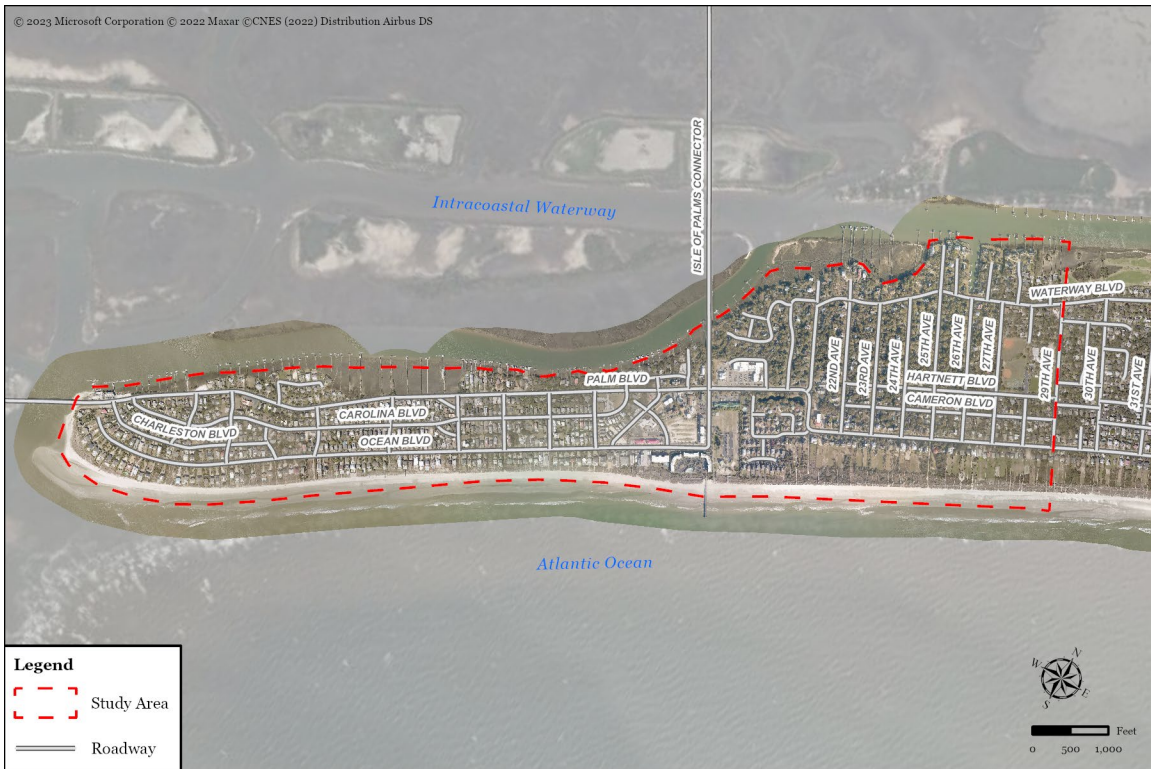 © 2023 Microsoft Corporation © 2022 Maxar ©CNES (2022) Distribution Airbus DS
ISLE OF PALMS CONNECTOR
Intracoastal Waterway
WATERWAY BLVD
22ND AVE
23RD AVE
24TH AVE
25TH AVE
26TH AVE
27TH AVE
29TH AVE
30TH AVE
31ST AVE
PALM BLVD
HARTNETT BLVD
CAMERON BLVD
CAROLINA BLVD
CHARLESTON BLVD
OCEAN BLVD
Atlantic Ocean
Legend
Study Area
Roadway
N
W
E
S
Feet
0 500 1,000